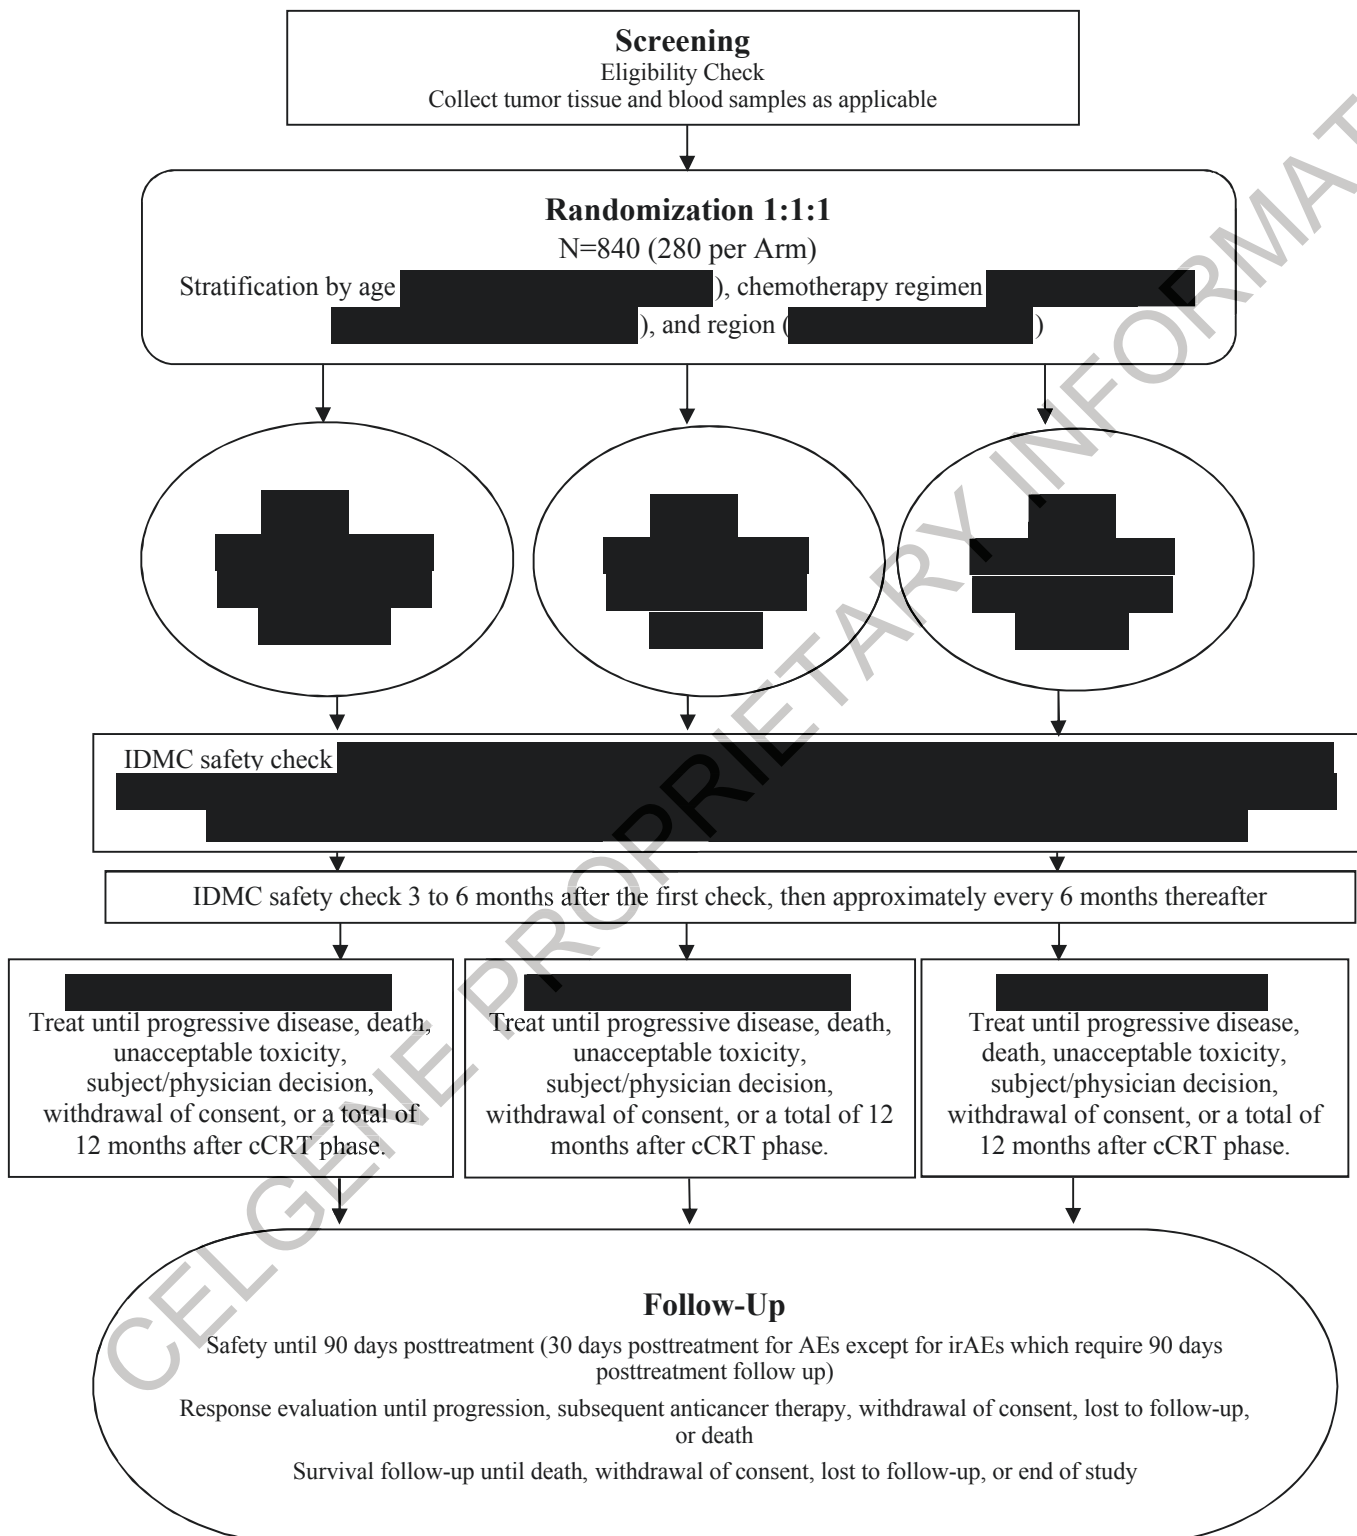 Screening
Eligibility Check
Collect tumor tissue and blood samples as applicable
Randomization 1:1:1
N=840 (280 per Arm)
Stratification by age ), chemotherapy regimen
), and region ( )
IDMC safety check
IDMC safety check 3 to 6 months after the first check, then approximately every 6 months thereafter
Treat until progressive disease, death,
unacceptable toxicity,
subject/physician decision,
withdrawal of consent, or a total of
12 months after cCRT phase.
Treat until progressive disease, death,
unacceptable toxicity,
subject/physician decision,
withdrawal of consent, or a total of 12
months after cCRT phase.
Treat until progressive disease,
death, unacceptable toxicity,
subject/physician decision,
withdrawal of consent, or a total of
12 months after cCRT phase.
Follow-Up
Safety until 90 days posttreatment (30 days posttreatment for AEs except for irAEs which require 90 days
posttreatment follow up)
Response evaluation until progression, subsequent anticancer therapy, withdrawal of consent, lost to follow-up,
or death
Survival follow-up until death, withdrawal of consent, lost to follow-up, or end of study
CELGENE PROPRIETARY INFORMAT